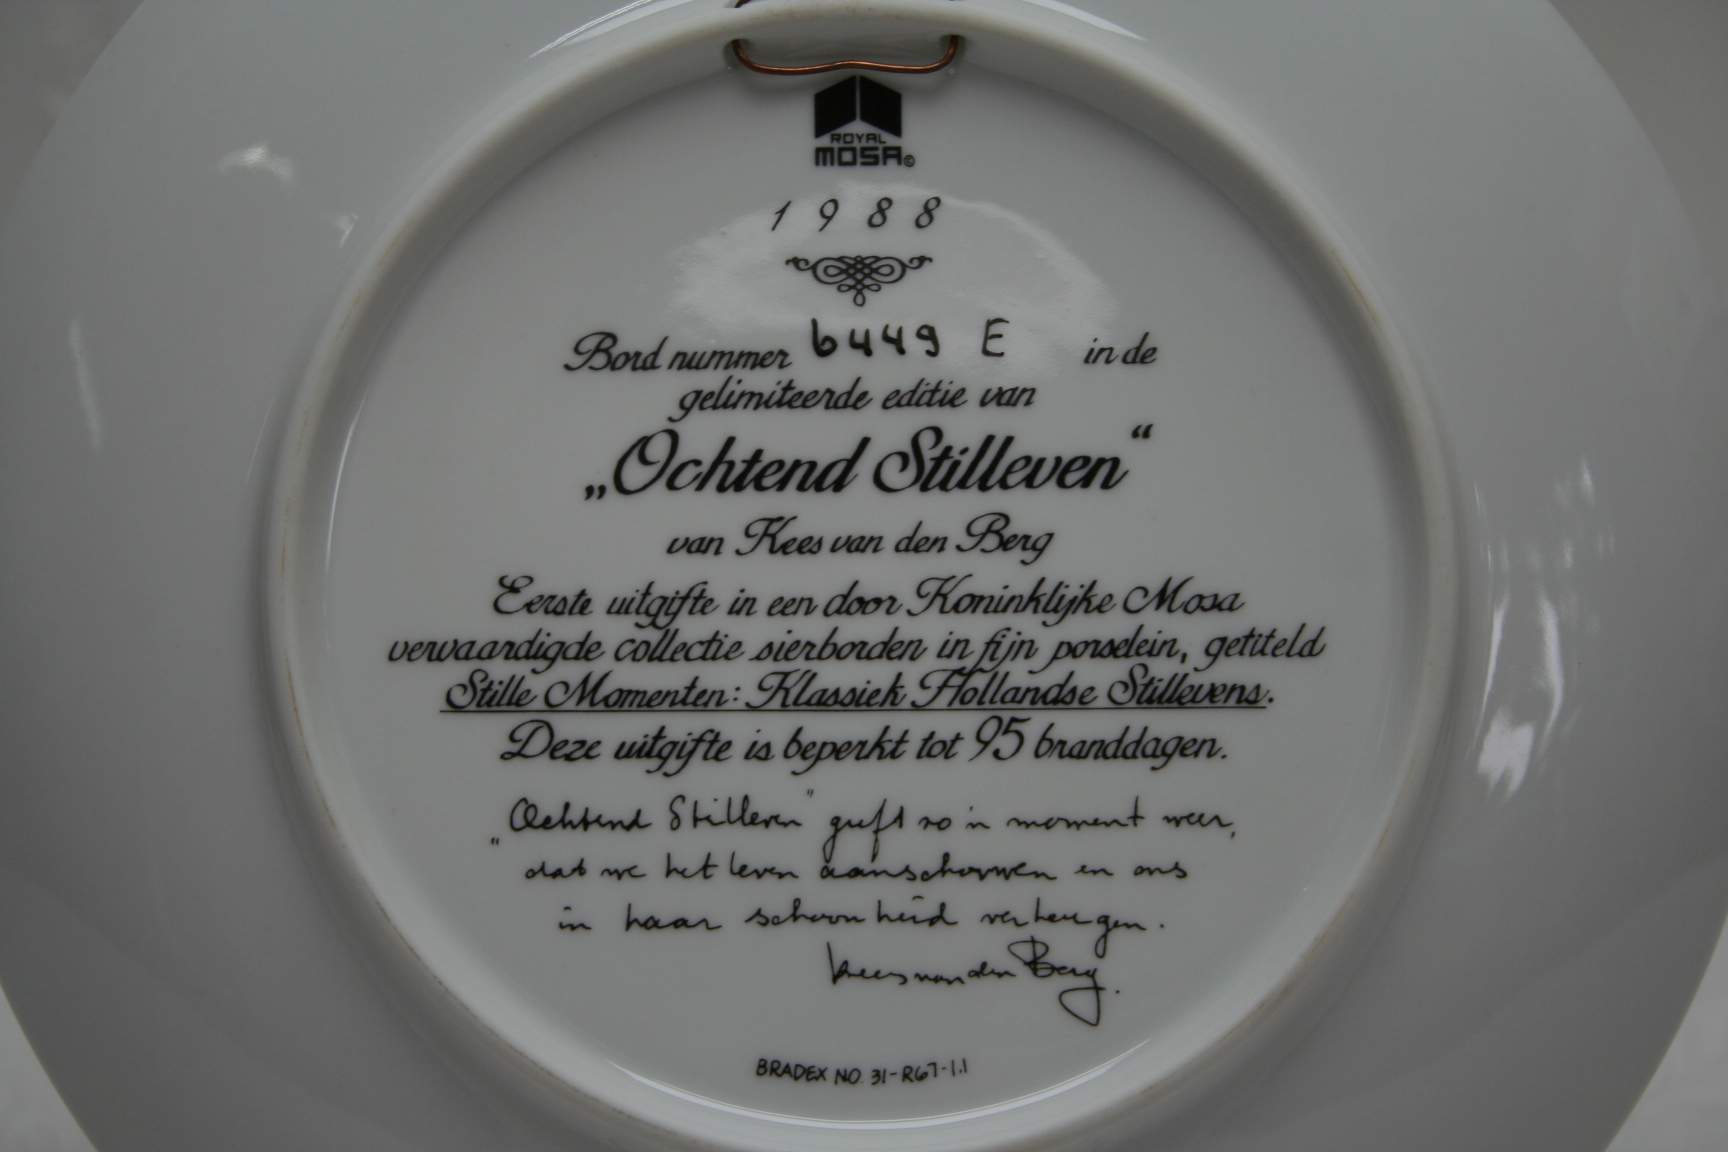 ROYAL
MOSA©
1988
Bord nummer 6449 E in de
gelimiteerde editie van
„Ochtend Stilleven“
van Kees van den Berg
Eerste uitgifte in een door Koninklijke Mosa
vervaardigde collectie sierborden in fijn porselein, getiteld
Stille Momenten: Klassiek Hollandse Stillevens.
Deze uitgifte is beperkt tot 95 branddagen.
„Ochtend Stilleven" geeft zo'n moment weer,
dat we het leven aanschouwen en ons
in haar schoonheid verheugen.
Kees van den Berg.
BRADEX NO. 31-R67-1.1